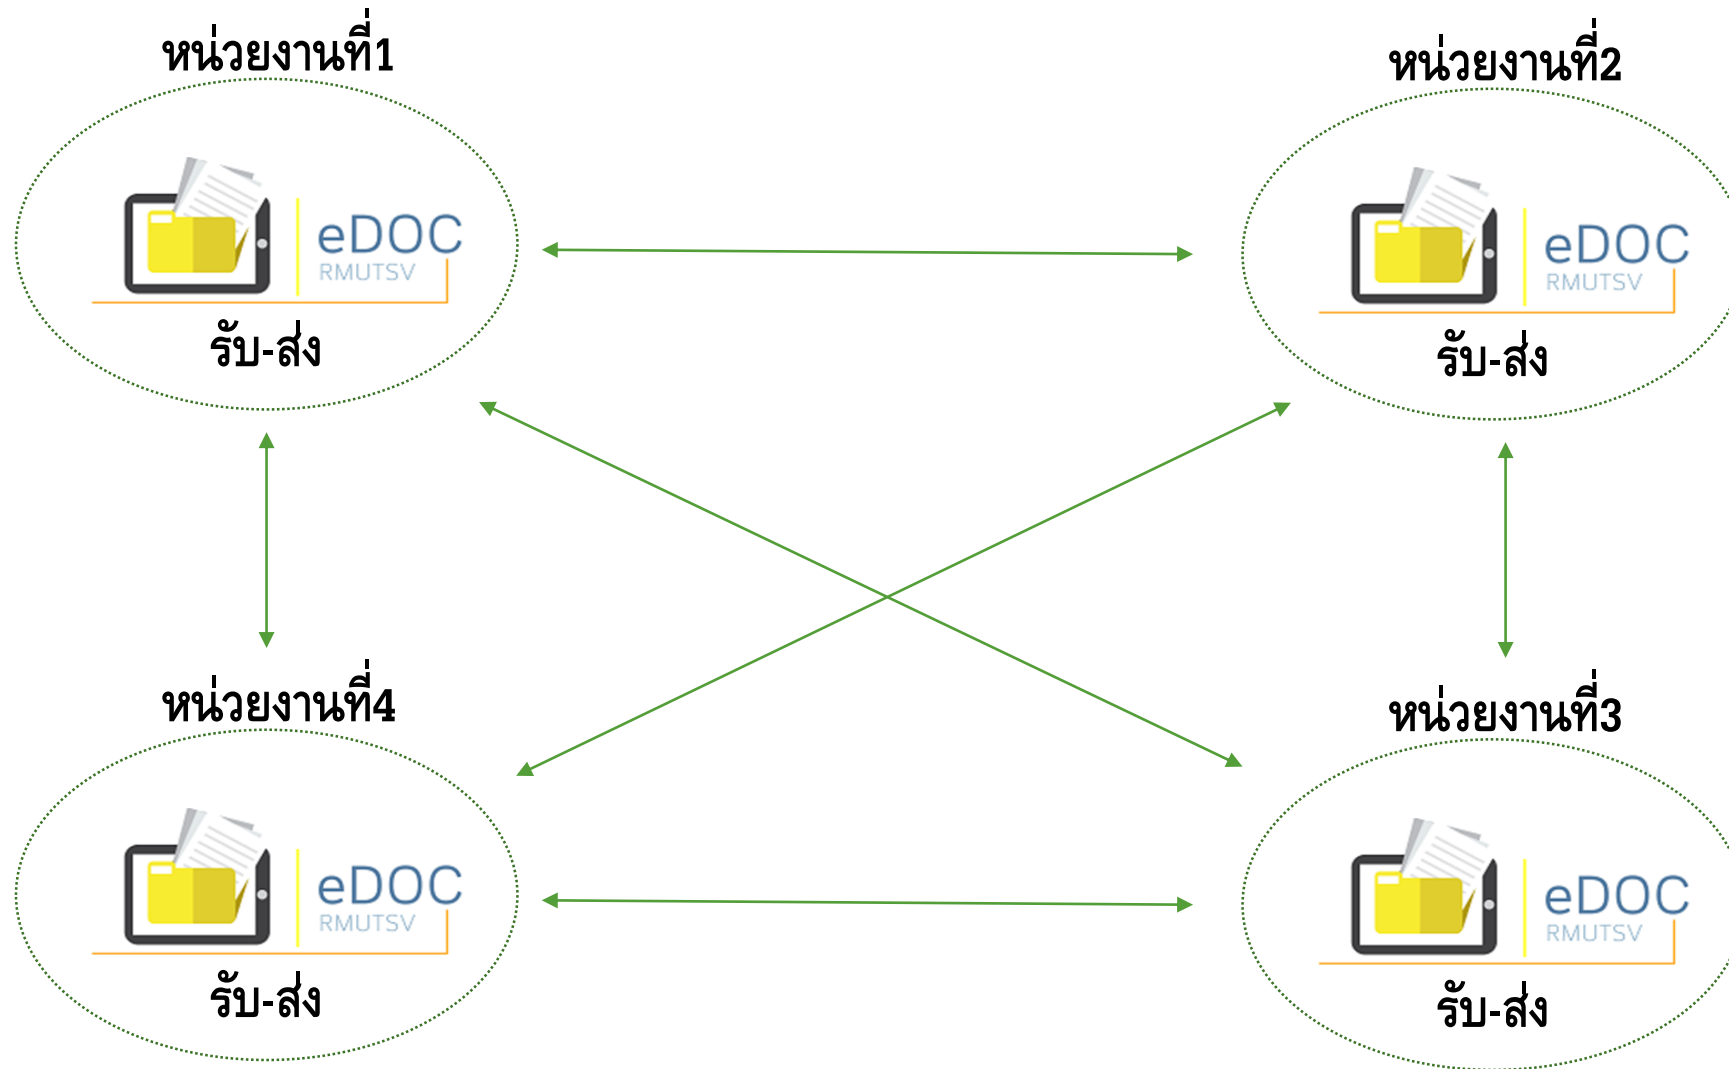 หน่วยงานที่1
eDOC
RMUTSV
รับ-ส่ง
หน่วยงานที่2
eDOC
RMUTSV
รับ-ส่ง
หน่วยงานที่4
eDOC
RMUTSV
รับ-ส่ง
หน่วยงานที่3
eDOC
RMUTSV
รับ-ส่ง